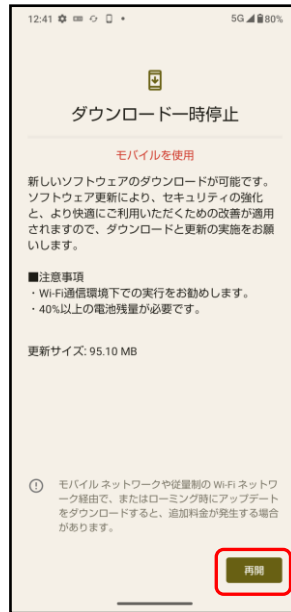 12:41 5G 80%
ダウンロード一時停止
モバイルを使用
新しいソフトウェアのダウンロードが可能です。
ソフトウェア更新により、セキュリティの強化
と、より快適にご利用いただくための改善が適用
されますので、ダウンロードと更新の実施をお願
いします。
■注意事項
・Wi-Fi通信環境下での実行をお勧めします。
・40%以上の電池残量が必要です。
更新サイズ: 95.10 MB
モバイル ネットワークや従量制の Wi-Fi ネットワ
ーク経由で、またはローミング時にアップデート
をダウンロードすると、追加料金が発生する場合
があります。
再開